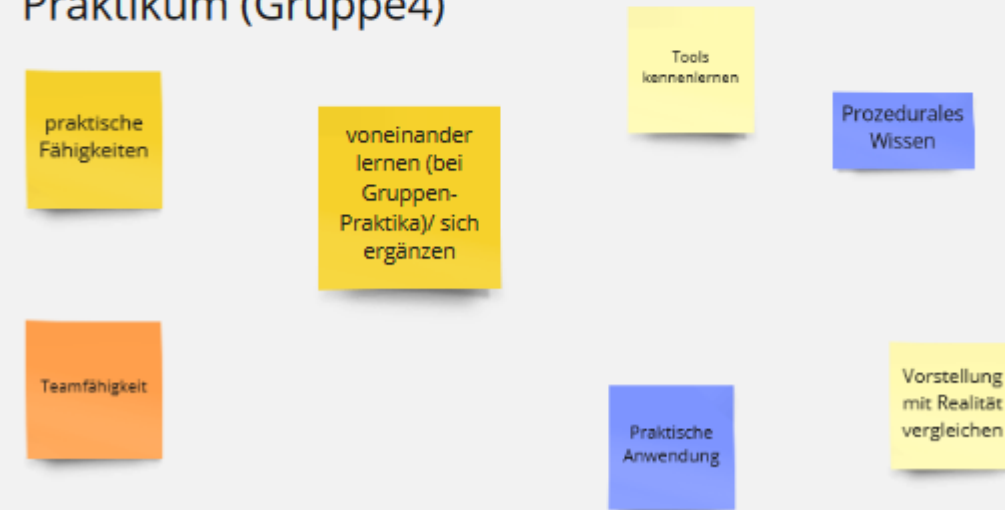 Praktikum (Gruppe4)
praktische
Fähigkeiten
voneinander
lernen (bei
Gruppen-
Praktika)/ sich
ergänzen
Tools
kennenlernen
Prozedurales
Wissen
Teamfähigkeit
Praktische
Anwendung
Vorstellung
mit Realität
vergleichen